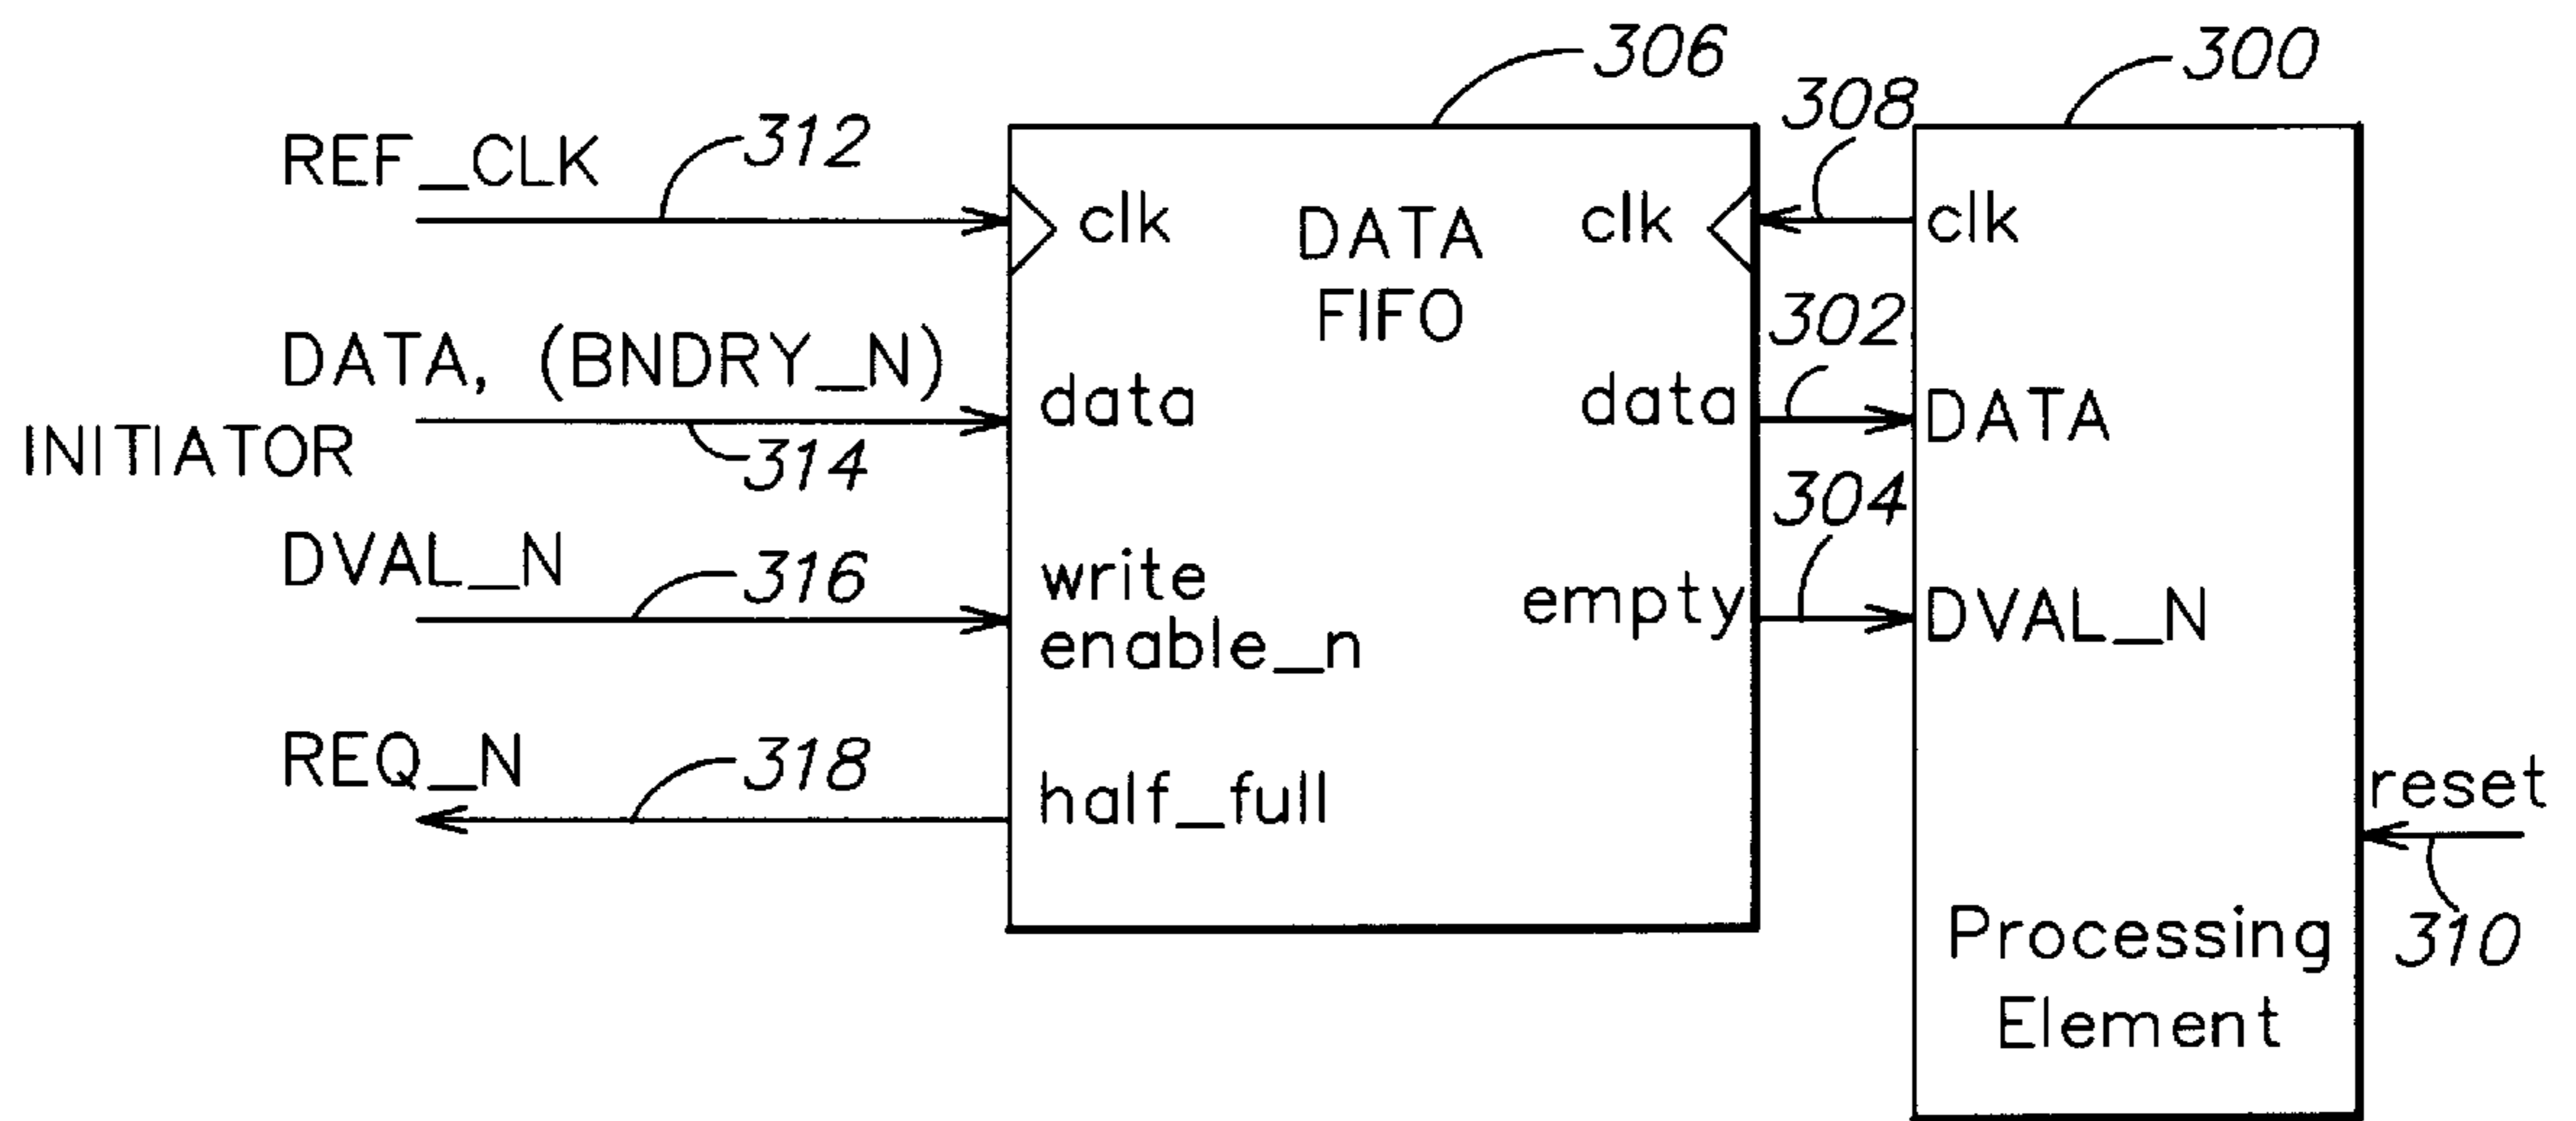 306
300
308
REF_CLK
312
clk
DATA
FIFO
clk
clk
302
DATA, (BNDRY_N)
data
data
DATA
INITIATOR
314
304
DVAL_N
316
write
enable_n
empty
DVAL_N
REQ_N
318
half_full
reset
310
Processing
Element